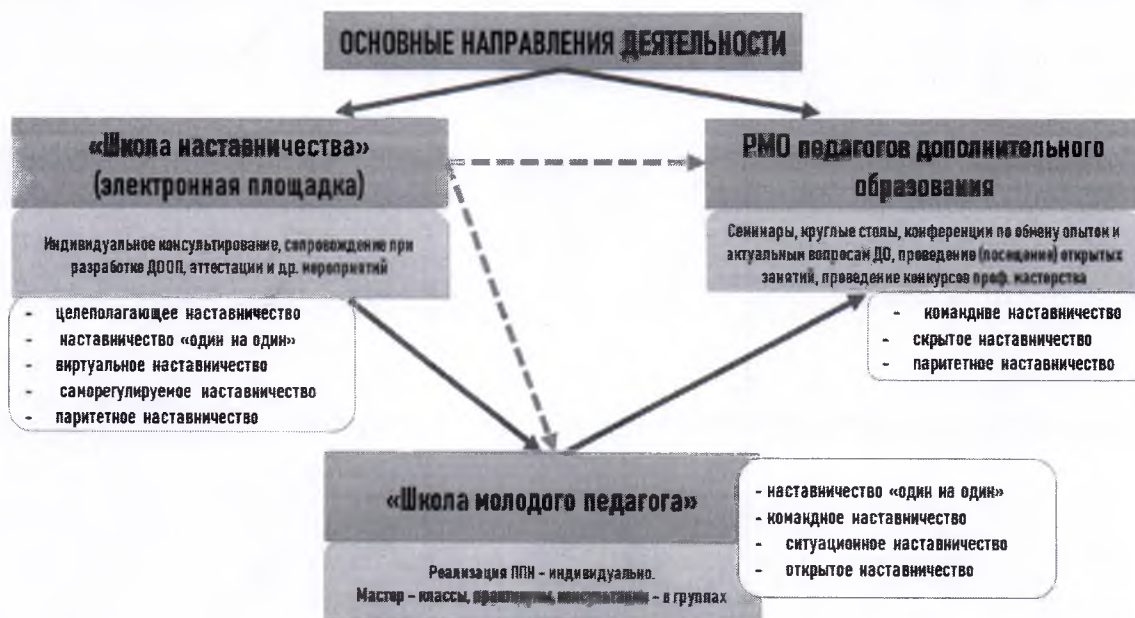 ОСНОВНЫЕ НАПРАВЛЕНИЯ ДЕЯТЕЛЬНОСТИ
«Школа наставничества»
(электронная площадка)
Индивидуальное консультирование, сопровождение при
разработке ДООП, аттестации и др. мероприятий
- целеполагающее наставничество
- наставничество «один на один»
- виртуальное наставничество
- саморегулируемое наставничество
- паритетное наставничество
РМО педагогов дополнительного
образования
Семинары, круглые столы, конференции по обмену опытом и
актуальным вопросам ДО, проведение (посещение) открытых
занятий, проведение конкурсов проф. мастерства
- команднве наставничество
- скрытое наставничество
- паритетное наставничество
«Школа молодого педагога»
Реализация ППН – индивидуально.
Мастер – классы, практикумы, консультации – в группах
- наставничество «один на один»
- командное наставничество
- ситуационное наставничество
- открытое наставничество